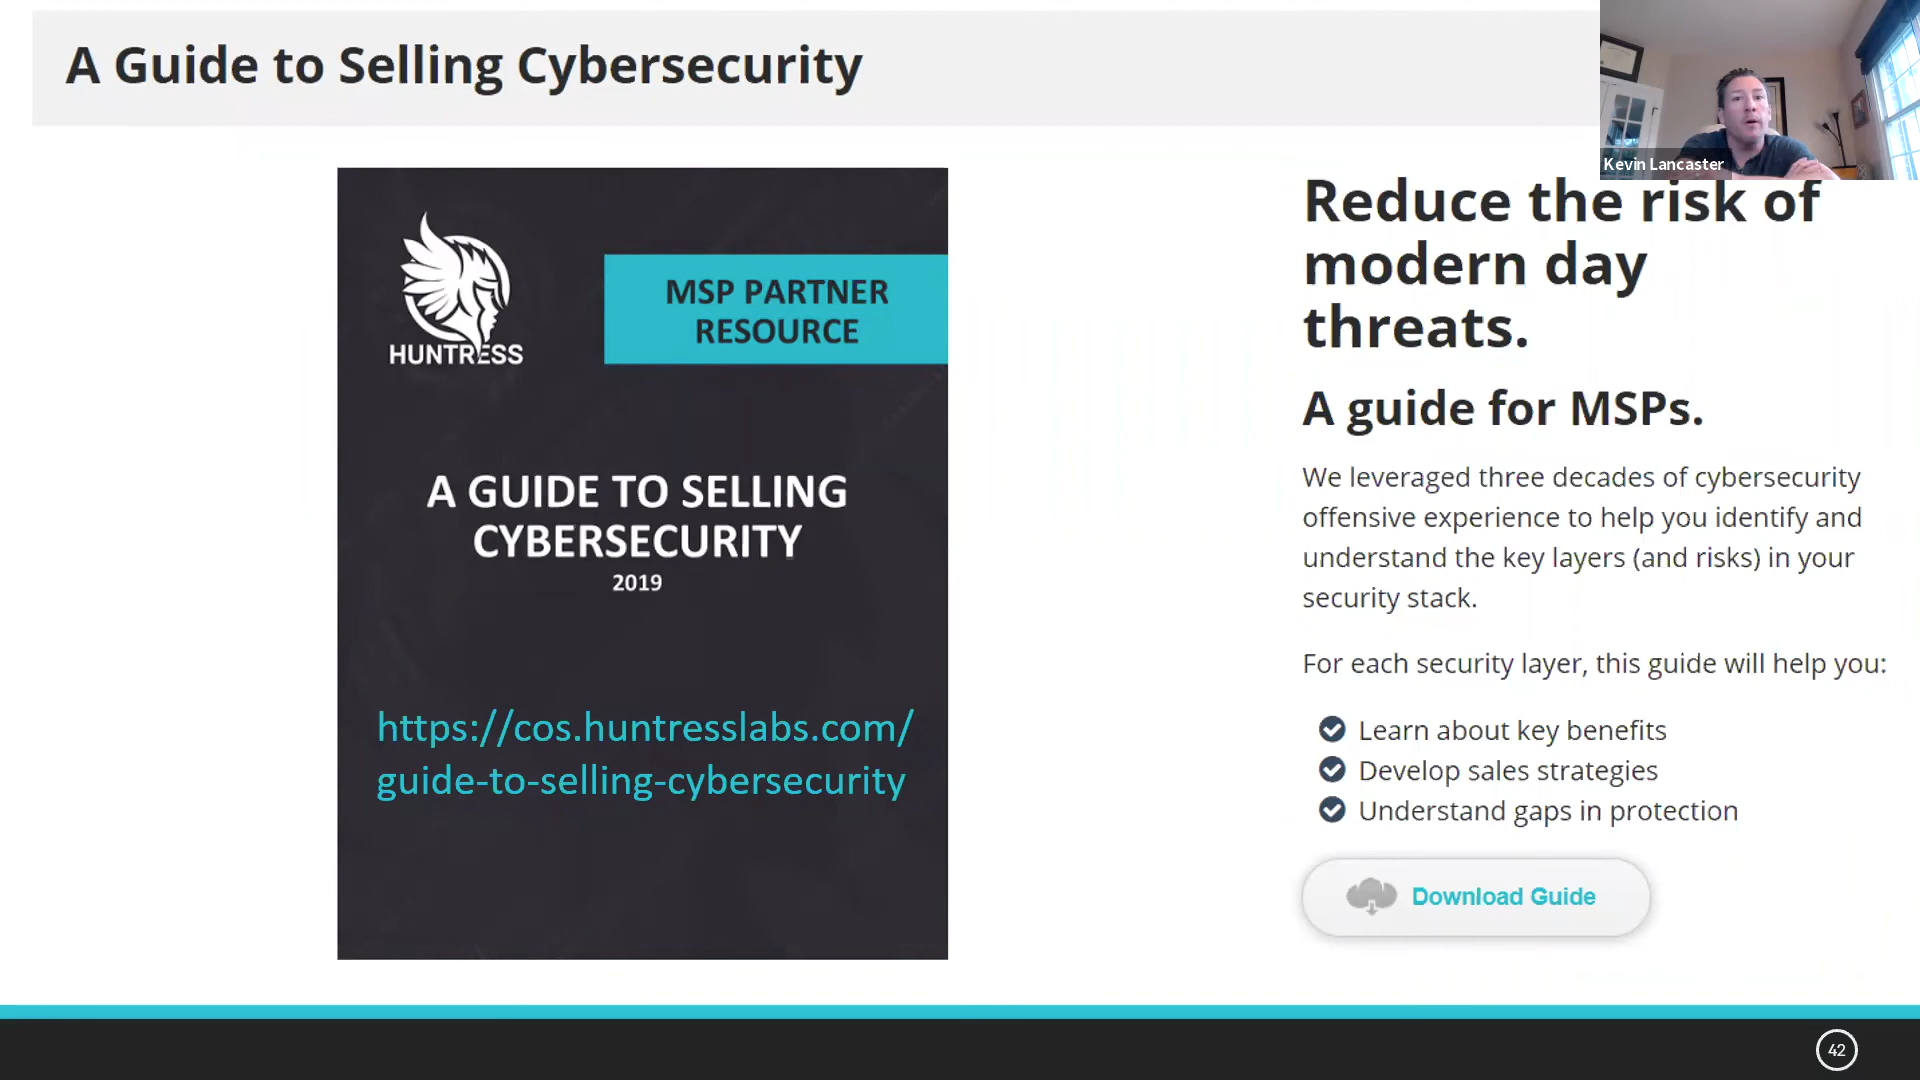 A Guide to Selling Cybersecurity
Kevin Lancaster
HUNTRESS
MSP PARTNER
RESOURCE
A GUIDE TO SELLING
CYBERSECURITY
2019
https://cos.huntresslabs.com/
guide-to-selling-cybersecurity
Reduce the risk of
modern day
threats.
A guide for MSPs.
We leveraged three decades of cybersecurity
offensive experience to help you identify and
understand the key layers (and risks) in your
security stack.
For each security layer, this guide will help you:
Learn about key benefits
Develop sales strategies
Understand gaps in protection
Download Guide
42